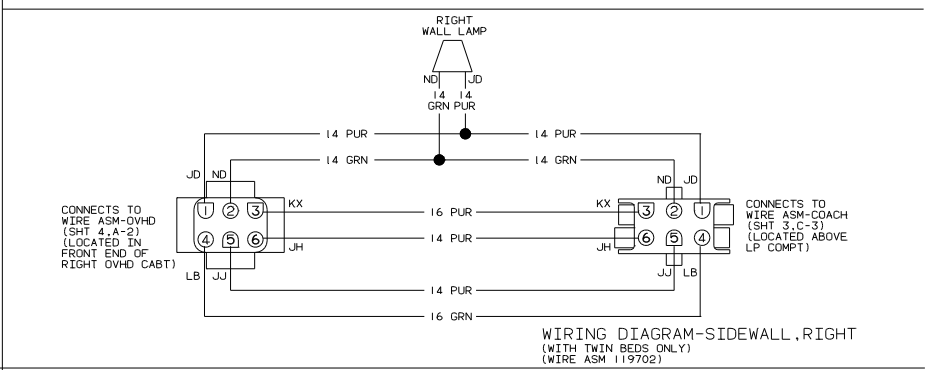 RIGHT
WALL LAMP
ND JD
14 14
GRN PUR
14 PUR 14 PUR
14 GRN 14 GRN
JD ND ND JD
CONNECTS TO
WIRE ASM-OVHD
(SHT 4,A-2)
(LOCATED IN
FRONT END OF
RIGHT OVHD CABT)
1 2 3 KX 16 PUR KX 3 2 1
4 5 6 JH 14 PUR JH 6 5 4
CONNECTS TO
WIRE ASM-COACH
(SHT 3,C-3)
(LOCATED ABOVE
LP COMPT)
LB JJ JJ LB
14 PUR
16 GRN
WIRING DIAGRAM-SIDEWALL,RIGHT
(WITH TWIN BEDS ONLY)
(WIRE ASM 119702)